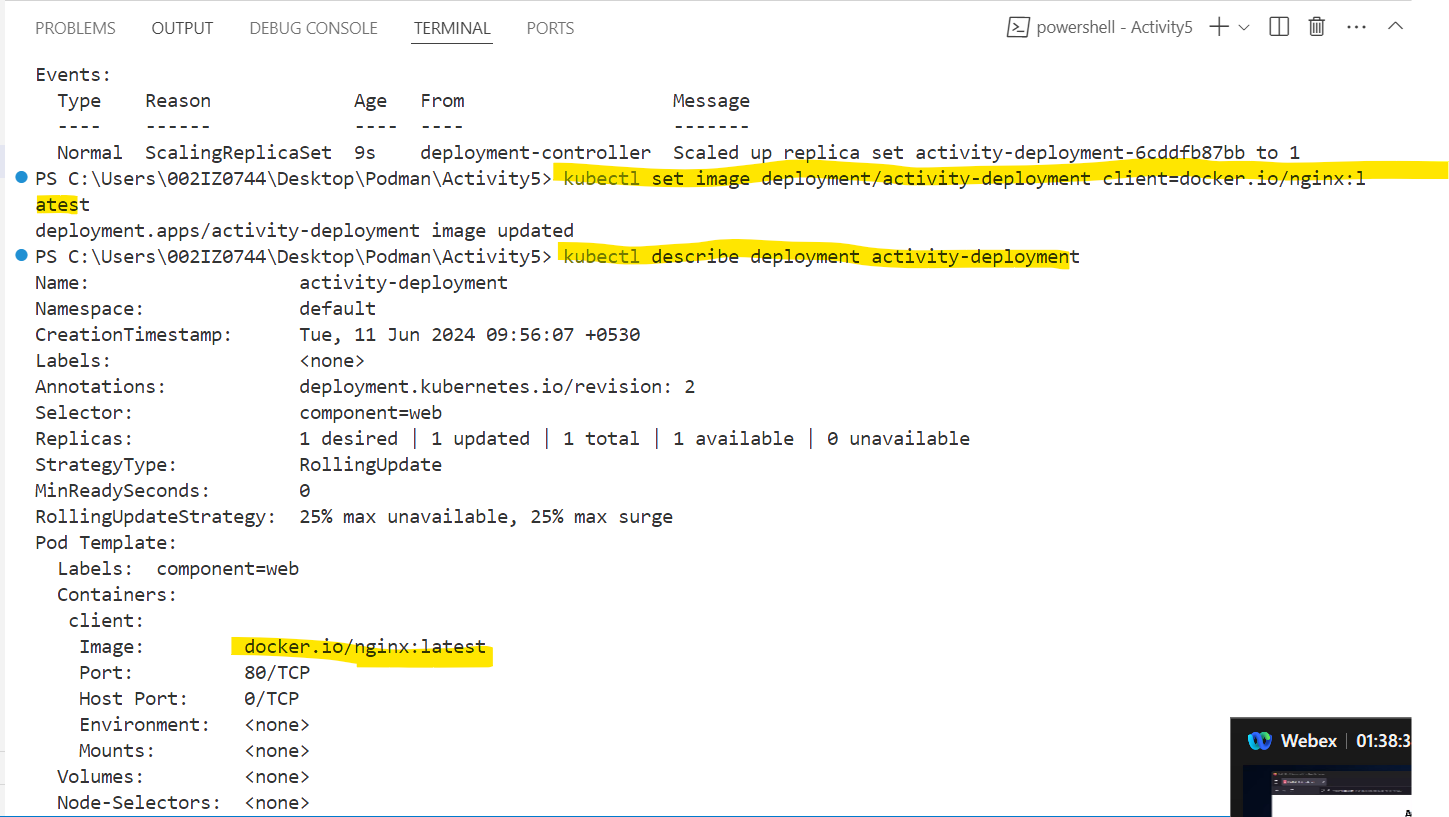 PROBLEMS OUTPUT DEBUG CONSOLE TERMINAL PORTS powershell - Activity5
Events:
  Type    Reason             Age   From                   Message
  ----    ------             ----  ----                   -------
  Normal  ScalingReplicaSet  9s    deployment-controller  Scaled up replica set activity-deployment-6cddfb87bb to 1
PS C:\Users\002IZ0744\Desktop\Podman\Activity5> kubectl set image deployment/activity-deployment client=docker.io/nginx:l
atest
deployment.apps/activity-deployment image updated
PS C:\Users\002IZ0744\Desktop\Podman\Activity5> kubectl describe deployment activity-deployment
Name:                   activity-deployment
Namespace:              default
CreationTimestamp:      Tue, 11 Jun 2024 09:56:07 +0530
Labels:                 <none>
Annotations:            deployment.kubernetes.io/revision: 2
Selector:               component=web
Replicas:               1 desired | 1 updated | 1 total | 1 available | 0 unavailable
StrategyType:           RollingUpdate
MinReadySeconds:        0
RollingUpdateStrategy:  25% max unavailable, 25% max surge
Pod Template:
  Labels:  component=web
  Containers:
   client:
    Image:         docker.io/nginx:latest
    Port:          80/TCP
    Host Port:     0/TCP
    Environment:   <none>
    Mounts:        <none>
  Volumes:         <none>
  Node-Selectors:  <none>
Webex 01:38:3